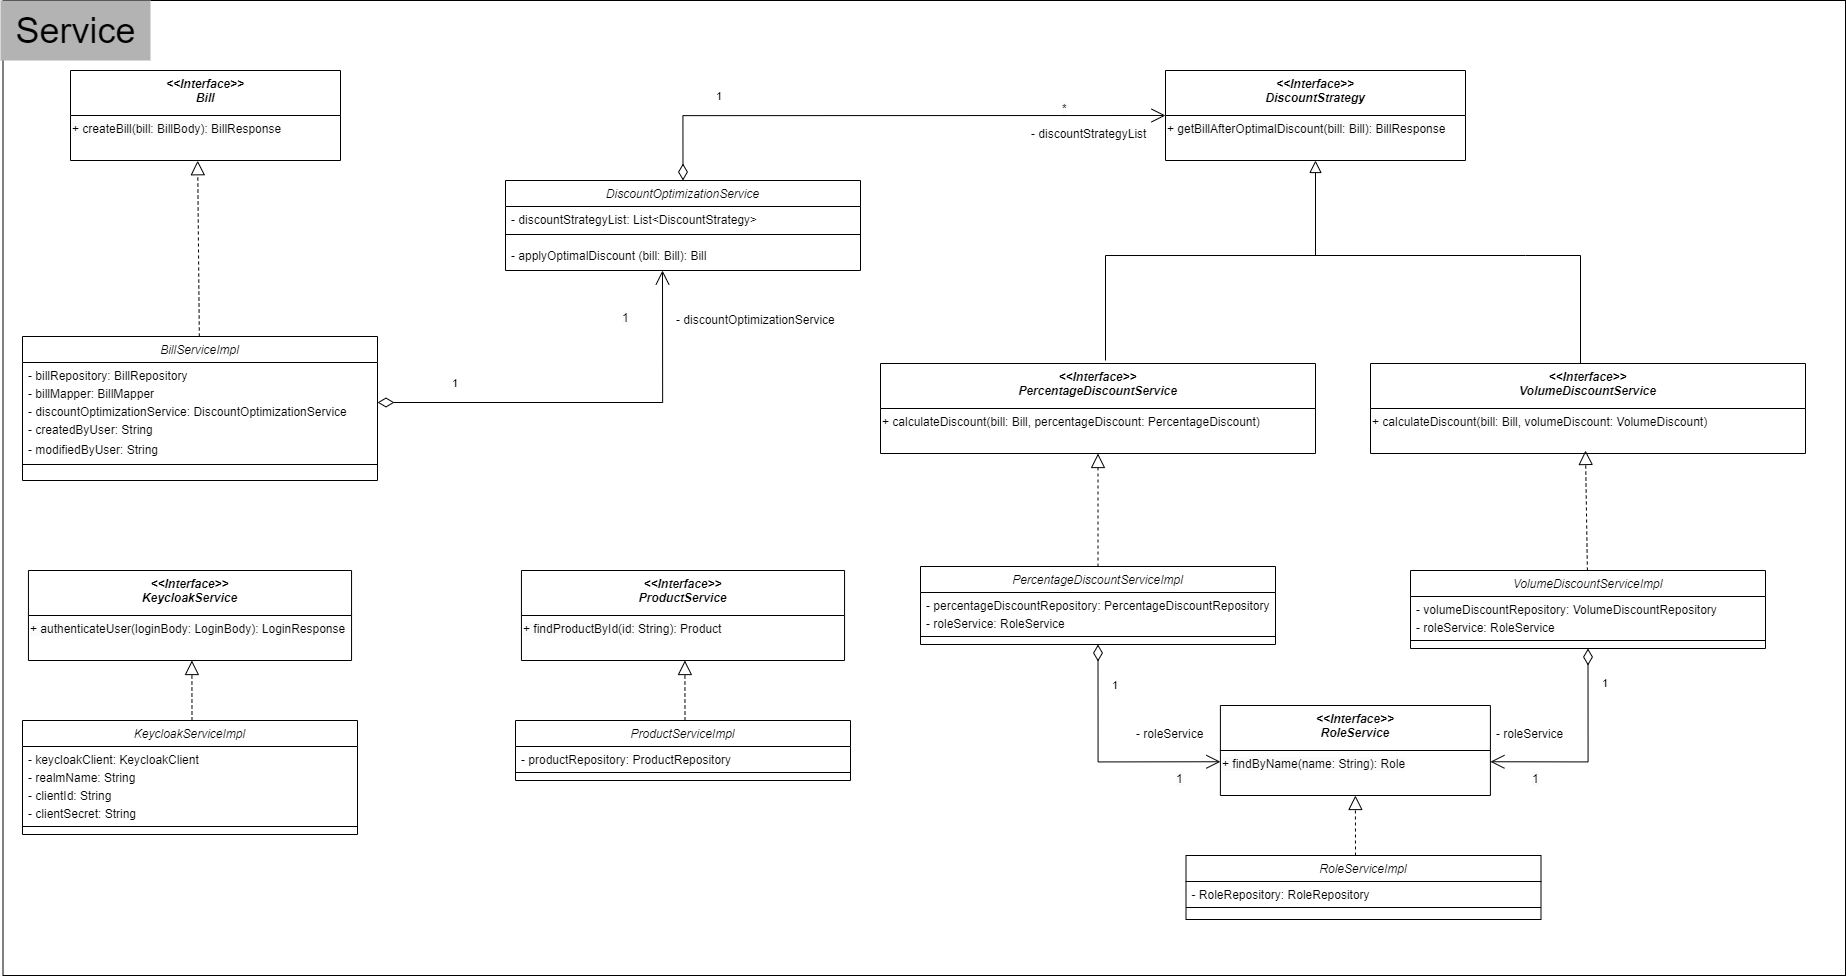 Service
<<Interface>>
Bill
+ createBill(bill: BillBody): BillResponse
1
*
- discountStrategyList
<<Interface>>
DiscountStrategy
+ getBillAfterOptimalDiscount(bill: Bill): BillResponse
DiscountOptimizationService
- discountStrategyList: List<DiscountStrategy>
- applyOptimalDiscount (bill: Bill): Bill
1
- discountOptimizationService
1
BillServiceImpl
- billRepository: BillRepository
- billMapper: BillMapper
- discountOptimizationService: DiscountOptimizationService
- createdByUser: String
- modifiedByUser: String
<<Interface>>
PercentageDiscountService
+ calculateDiscount(bill: Bill, percentageDiscount: PercentageDiscount)
<<Interface>>
VolumeDiscountService
+ calculateDiscount(bill: Bill, volumeDiscount: VolumeDiscount)
<<Interface>>
KeycloakService
+ authenticateUser(loginBody: LoginBody): LoginResponse
<<Interface>>
ProductService
+ findProductById(id: String): Product
PercentageDiscountServiceImpl
- percentageDiscountRepository: PercentageDiscountRepository
- roleService: RoleService
VolumeDiscountServiceImpl
- volumeDiscountRepository: VolumeDiscountRepository
- roleService: RoleService
1
1
- roleService
- roleService
1
1
<<Interface>>
RoleService
+ findByName(name: String): Role
KeycloakServiceImpl
- keycloakClient: KeycloakClient
- realmName: String
- clientId: String
- clientSecret: String
ProductServiceImpl
- productRepository: ProductRepository
RoleServiceImpl
- RoleRepository: RoleRepository